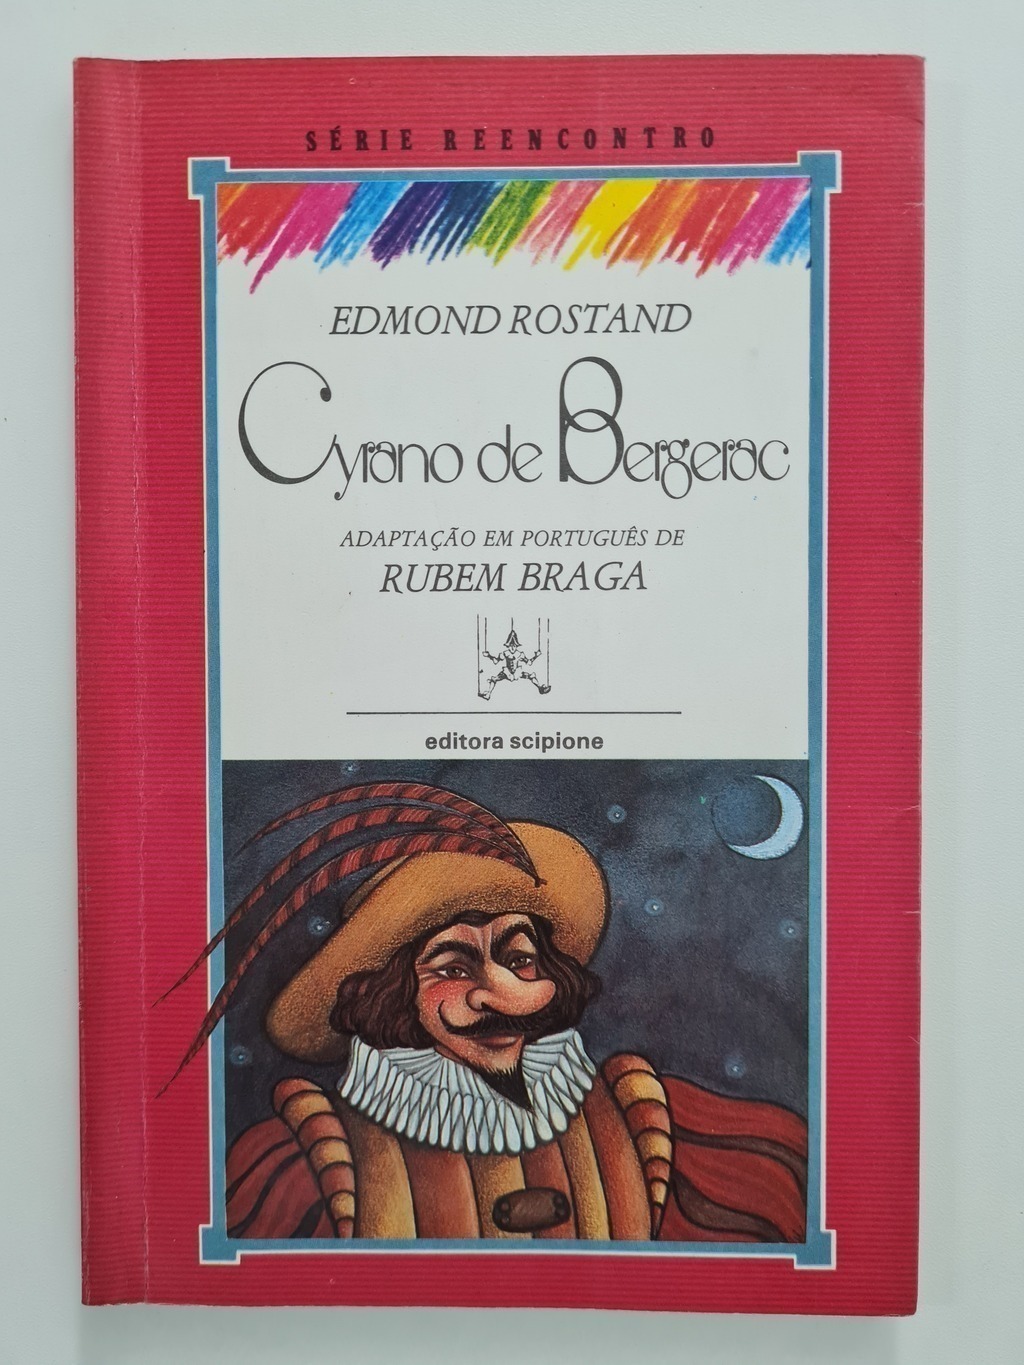 SÉRIE REENCONTRO
EDMOND ROSTAND
Cyrano de Bergerac
ADAPTAÇÃO EM PORTUGUÊS DE
RUBEM BRAGA
editora scipione